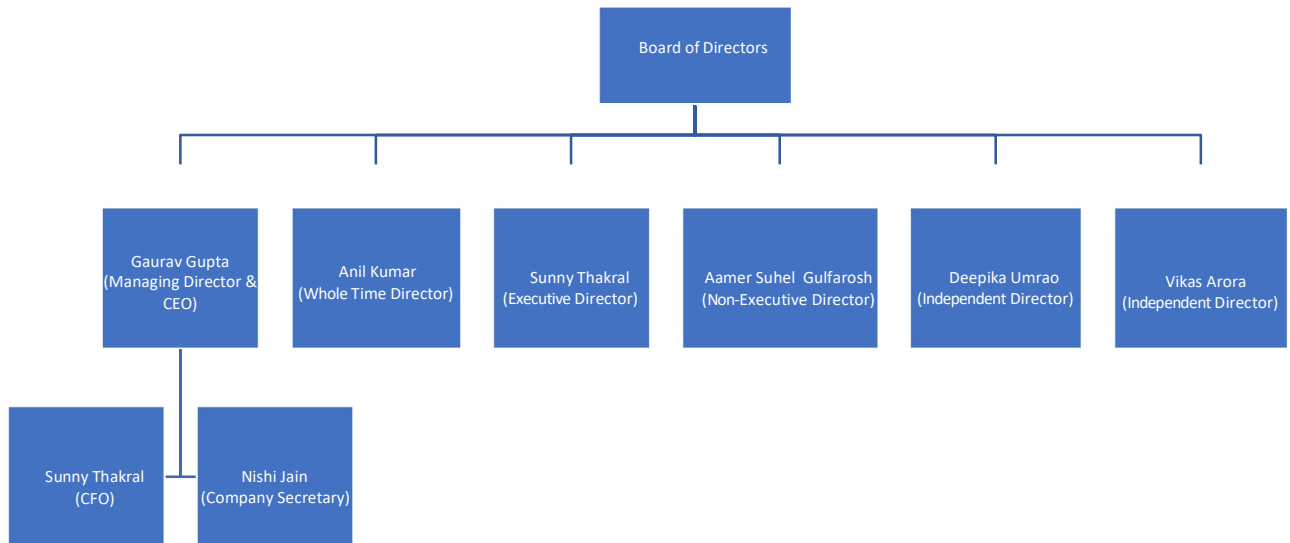 Board of Directors
Gaurav Gupta
(Managing Director &
CEO)
Anil Kumar
(Whole Time Director)
Sunny Thakral
(Executive Director)
Aamer Suhel  Gulfarosh
(Non-Executive Director)
Deepika Umrao
(Independent Director)
Vikas Arora
(Independent Director)
Sunny Thakral
(CFO)
Nishi Jain
(Company Secretary)